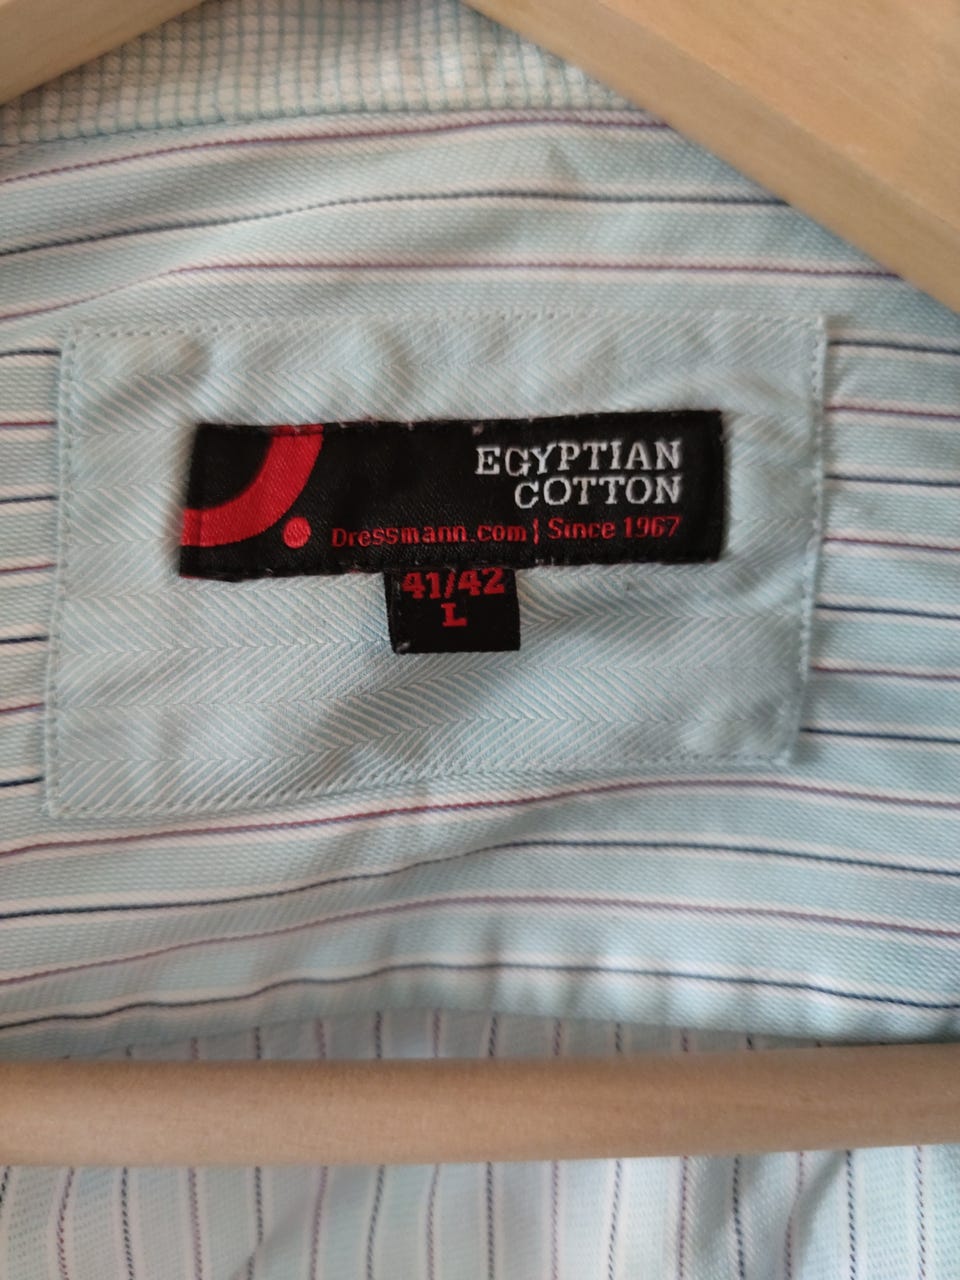 EGYPTIAN
COTTON
Dressmann.com | Since 1967
41/42
L